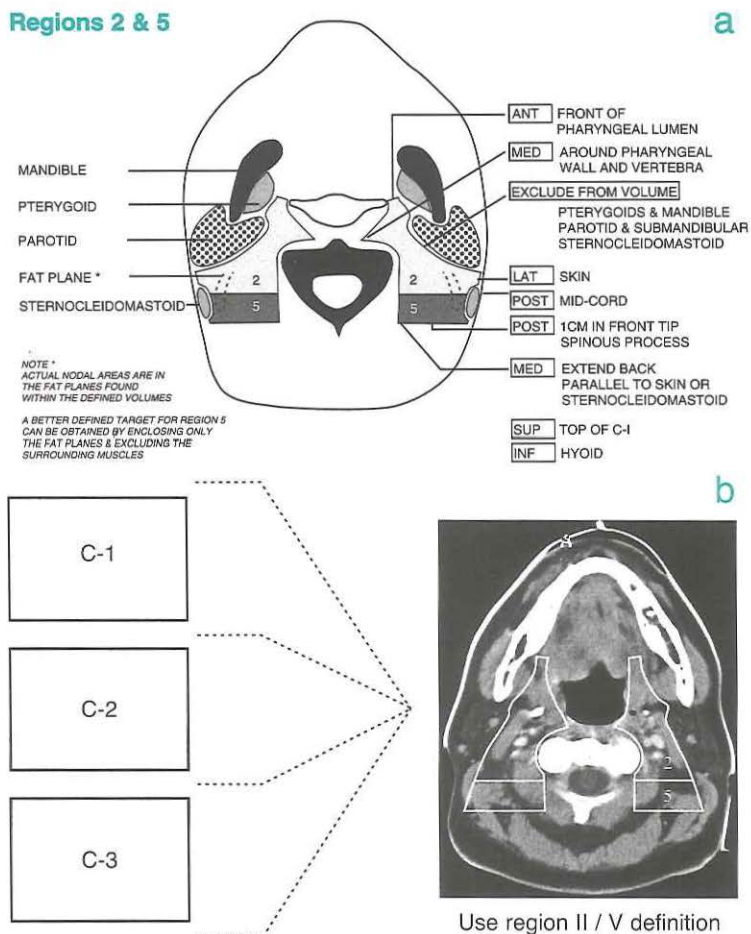 Regions 2 & 5
a
MANDIBLE
PTERYGOID
PAROTID
FAT PLANE *
STERNOCLEIDOMASTOID
NOTE *
ACTUAL NODAL AREAS ARE IN
THE FAT PLANES FOUND
WITHIN THE DEFINED VOLUMES
A BETTER DEFINED TARGET FOR REGION 5
CAN BE OBTAINED BY ENCLOSING ONLY
THE FAT PLANES & EXCLUDING THE
SURROUNDING MUSCLES
2
5
2
5
ANT FRONT OF
PHARYNGEAL LUMEN
MED AROUND PHARYNGEAL
WALL AND VERTEBRA
EXCLUDE FROM VOLUME
PTERYGOIDS & MANDIBLE
PAROTID & SUBMANDIBULAR
STERNOCLEIDOMASTOID
LAT SKIN
POST MID-CORD
POST 1CM IN FRONT TIP
SPINOUS PROCESS
MED EXTEND BACK
PARALLEL TO SKIN OR
STERNOCLEIDOMASTOID
SUP TOP OF C-I
INF HYOID
C-1
C-2
C-3
b
2
5
Use region II / V definition